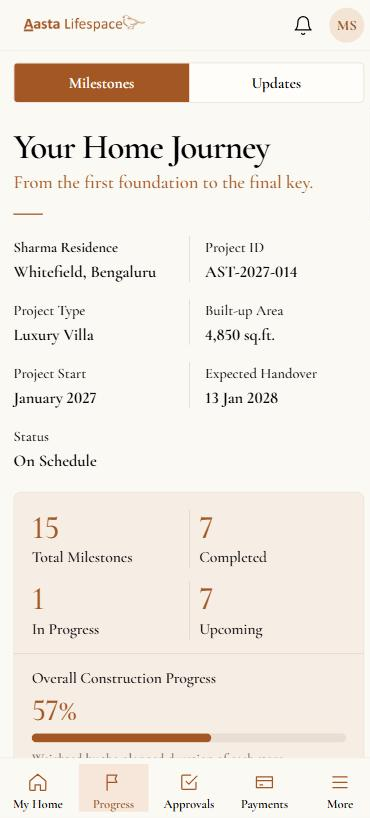 Aasta Lifespace
MS
Milestones
Updates
Your Home Journey
From the first foundation to the final key.
Sharma Residence
Whitefield, Bengaluru
Project ID
AST-2027-014
Project Type
Luxury Villa
Built-up Area
4,850 sq.ft.
Project Start
January 2027
Expected Handover
13 Jan 2028
Status
On Schedule
15
Total Milestones
7
Completed
1
In Progress
7
Upcoming
Overall Construction Progress
57%
My Home
Progress
Approvals
Payments
More